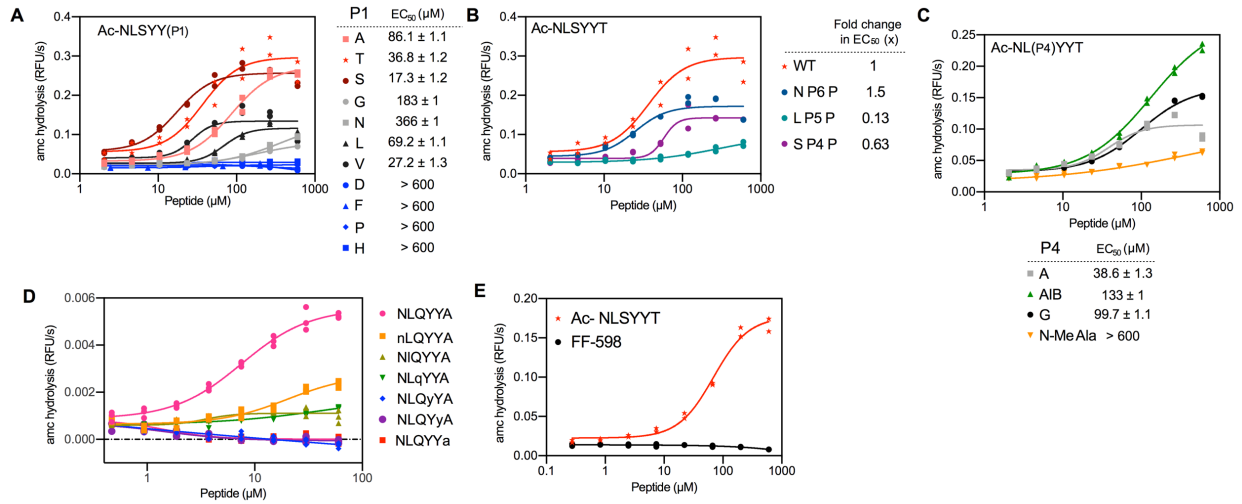 A
Ac-NLSYY(P1)
amc hydrolysis (RFU/s)
0.4
0.3
0.2
0.1
0.0
1
10
100
1000
Peptide (µM)
P1 EC50 (µM)
A 86.1 ± 1.1
T 36.8 ± 1.2
S 17.3 ± 1.2
G 183 ± 1
N 366 ± 1
L 69.2 ± 1.1
V 27.2 ± 1.3
D > 600
F > 600
P > 600
H > 600
B
Ac-NLSYYT
amc hydrolysis (RFU/s)
0.4
0.3
0.2
0.1
0.0
1
10
100
1000
Peptide (µM)
Fold change
in EC50 (x)
WT 1
N P6 P 1.5
L P5 P 0.13
S P4 P 0.63
C
Ac-NL(P4)YYT
amc hydrolysis (RFU/s)
0.25
0.20
0.15
0.10
0.05
0.00
1
10
100
1000
Peptide (µM)
P4 EC50 (µM)
A 38.6 ± 1.3
AIB 133 ± 1
G 99.7 ± 1.1
N-Me Ala > 600
D
amc hydrolysis (RFU/s)
0.006
0.004
0.002
0.000
1
10
100
Peptide (µM)
NLQYYA
nLQYYA
NlQYYA
NLqYYA
NLQyYA
NLQYyA
NLQYYa
E
amc hydrolysis (RFU/s)
0.20
0.15
0.10
0.05
0.00
0.1
1
10
100
1000
Peptide (µM)
Ac- NLSYYT
FF-598